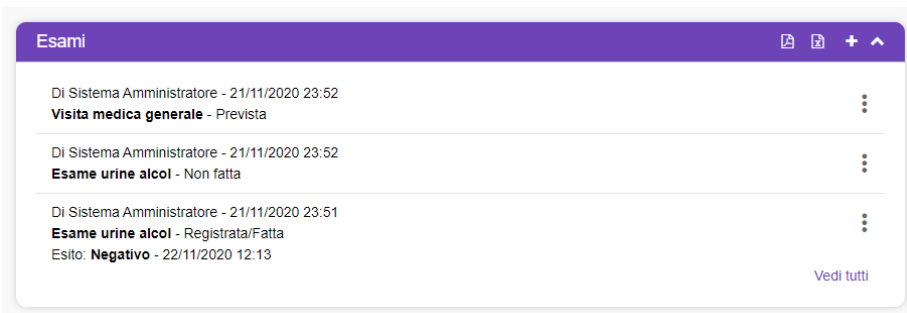 Esami
Di Sistema Amministratore - 21/11/2020 23:52
Visita medica generale - Prevista
Di Sistema Amministratore - 21/11/2020 23:52
Esame urine alcol - Non fatta
Di Sistema Amministratore - 21/11/2020 23:51
Esame urine alcol - Registrata/Fatta
Esito: Negativo - 22/11/2020 12:13
Vedi tutti